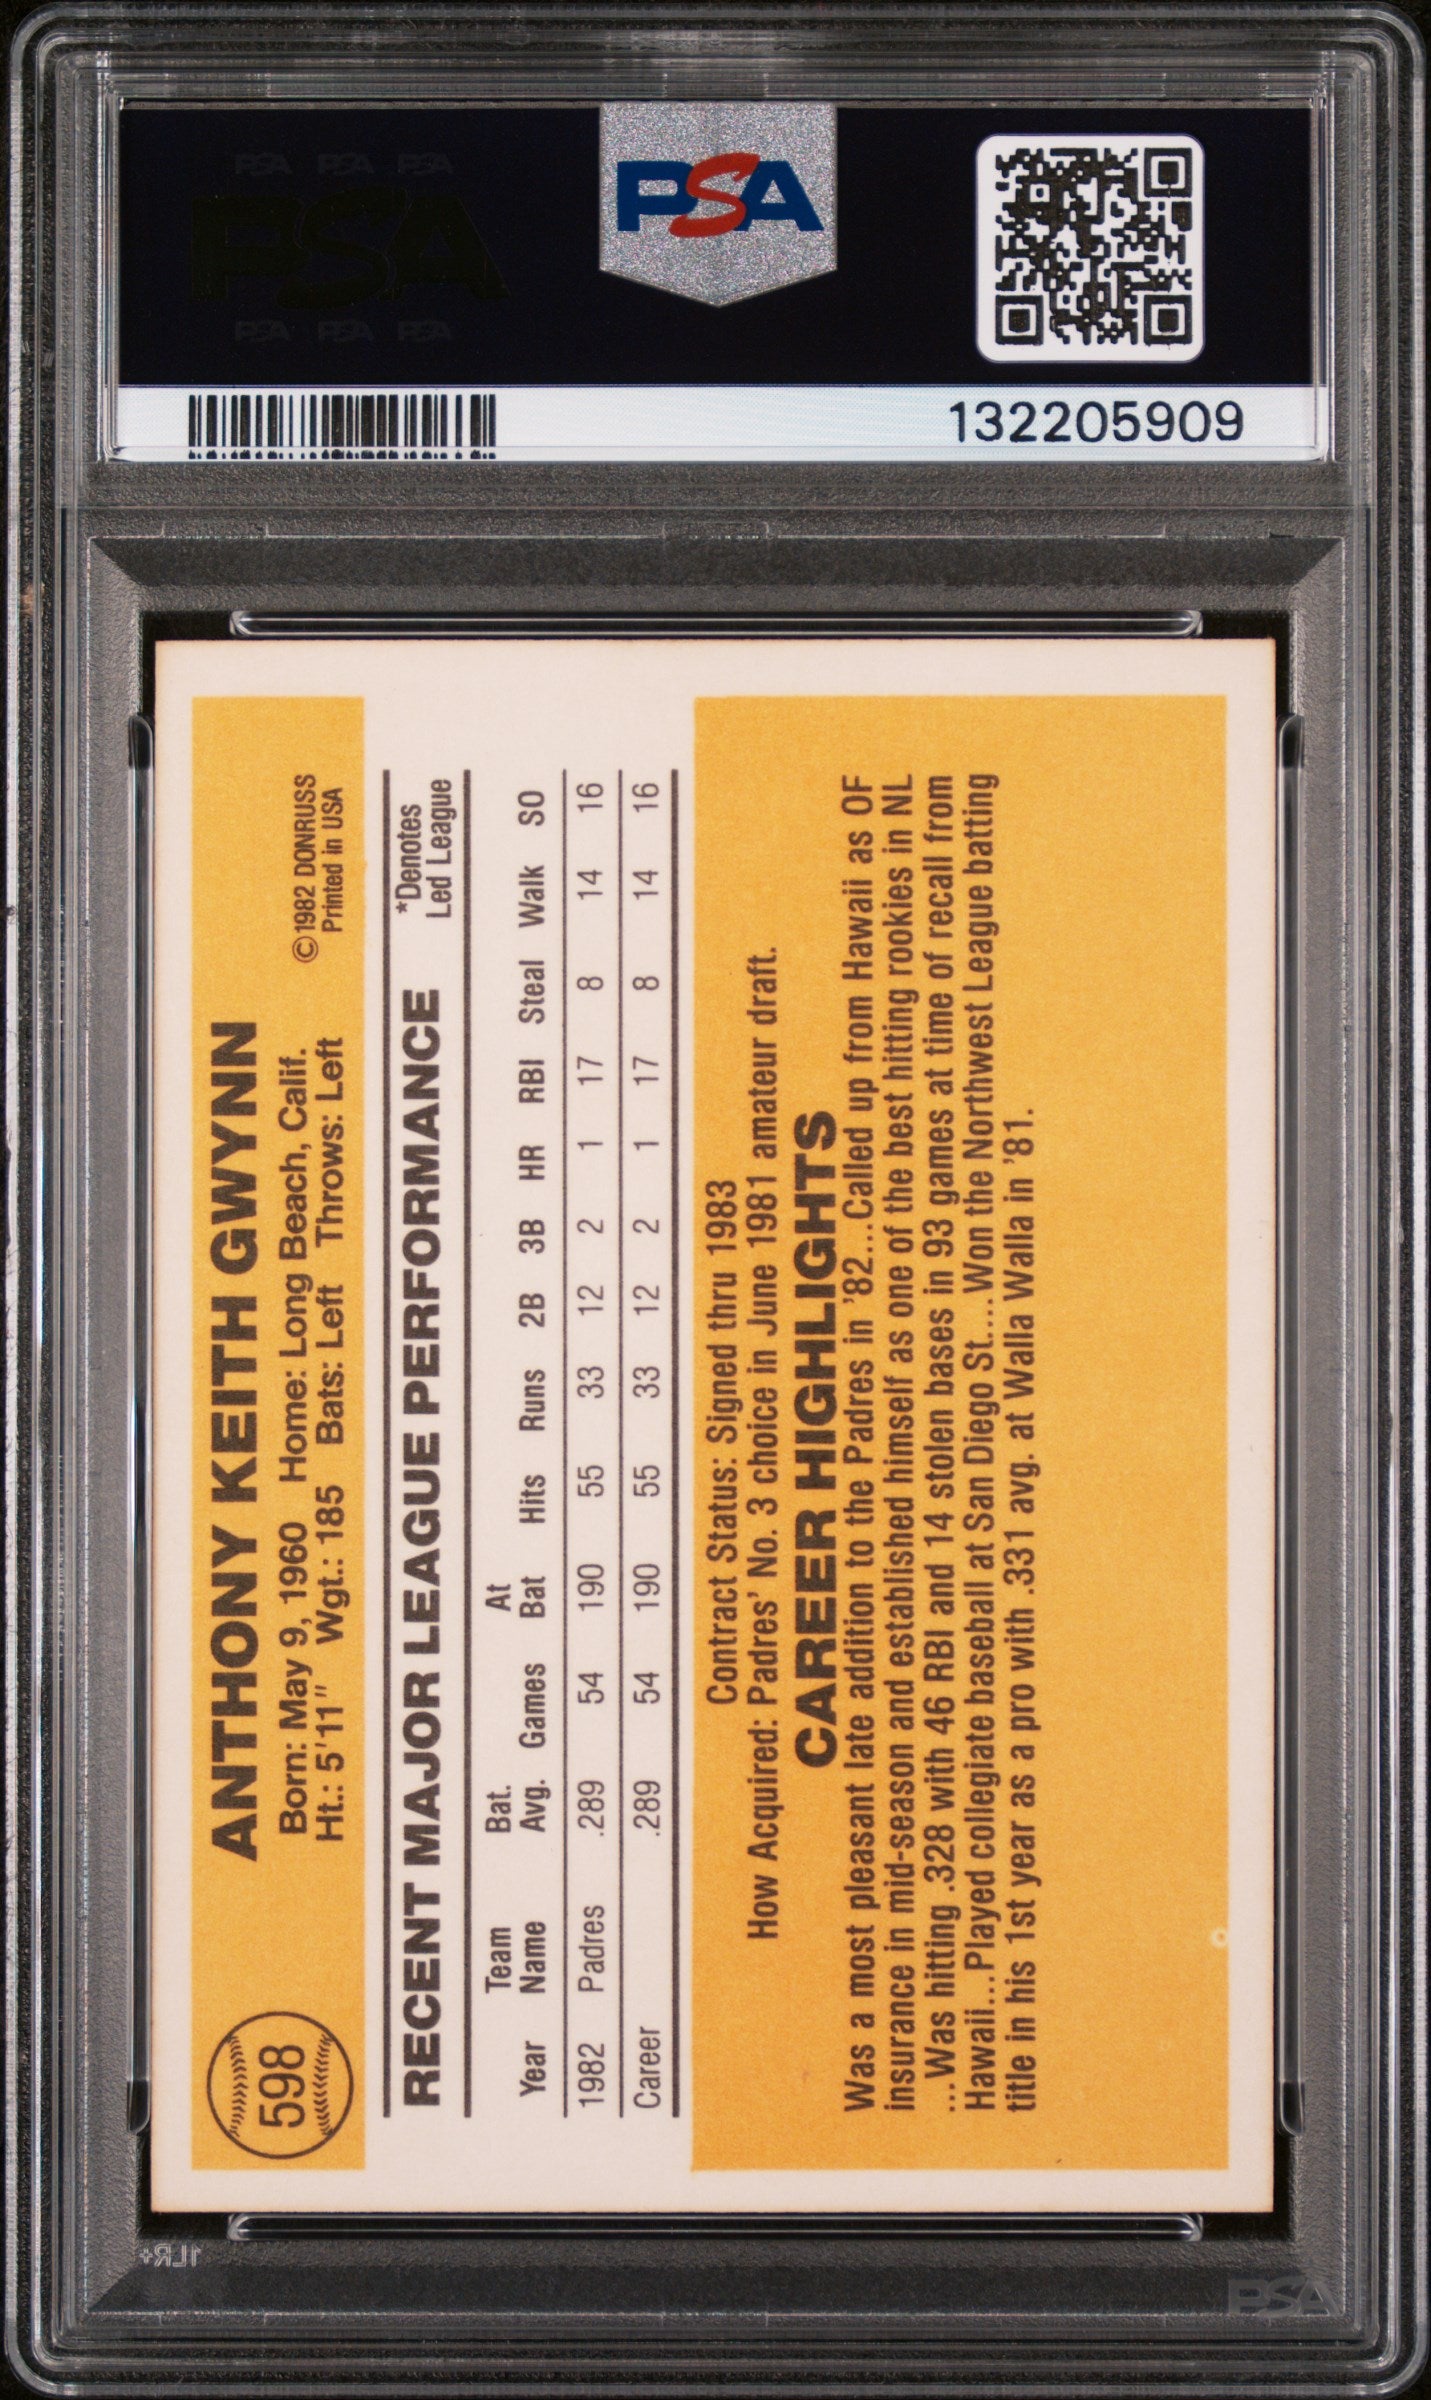 PSA PSA PSA
PSA
PSA PSA PSA
PSA
132205909
598
ANTHONY KEITH GWYNN
Born: May 9, 1960 Home: Long Beach, Calif.
Ht.: 5'11" Wgt.: 185 Bats: Left Throws: Left
©1982 DONRUSS
Printed in USA
RECENT MAJOR LEAGUE PERFORMANCE
*Denotes
Led League
Year Team Name Bat. Avg. Games At Bat Hits Runs 2B 3B HR RBI Steal Walk SO
1982 Padres .289 54 190 55 33 12 2 1 17 8 14 16
Career .289 54 190 55 33 12 2 1 17 8 14 16
Contract Status: Signed thru 1983
How Acquired: Padres' No. 3 choice in June 1981 amateur draft.
CAREER HIGHLIGHTS
Was a most pleasant late addition to the Padres in '82...Called up from Hawaii as OF
insurance in mid-season and established himself as one of the best hitting rookies in NL
...Was hitting .328 with 46 RBI and 14 stolen bases in 93 games at time of recall from
Hawaii...Played collegiate baseball at San Diego St....Won the Northwest League batting
title in his 1st year as a pro with .331 avg. at Walla Walla in '81.
1LR+
PSA